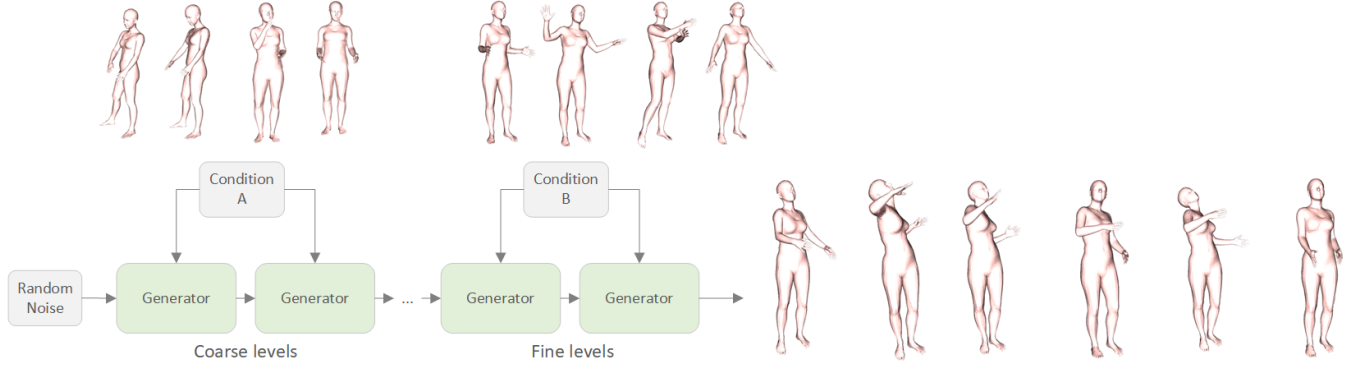 Condition
A
Condition
B
Random
Noise
Generator
Generator
...
Generator
Generator
Coarse levels
Fine levels